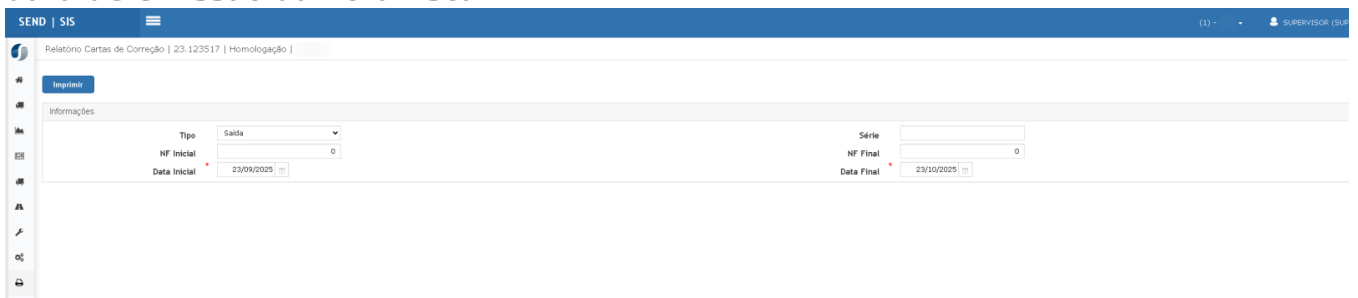 SEND | SIS
(1) -
SUPERVISOR (SUP
Relatório Cartas de Correção | 23.123517 | Homologação |
Imprimir
Informações
Tipo Saída Série
NF Inicial 0 NF Final 0
Data Inicial * 23/09/2025 Data Final * 23/10/2025